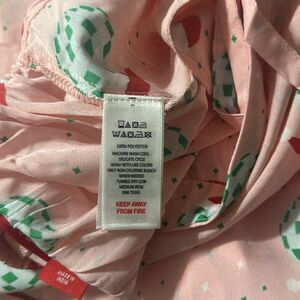 100% POLYESTER
MACHINE WASH COOL
DELICATE CYCLE
WASH WITH LIKE COLORS
ONLY NON-CHLORINE BLEACH
WHEN NEEDED
TUMBLE DRY LOW
MEDIUM IRON
RN# 75343
KEEP AWAY
FROM FIRE
MADE IN
INDIA